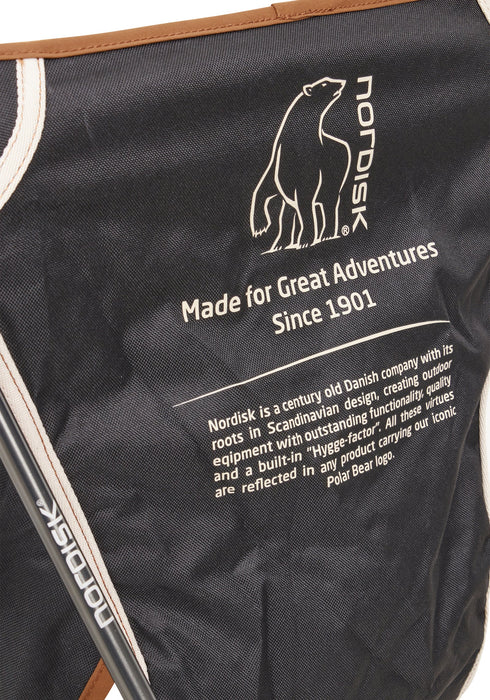 NORDISK®
Made for Great Adventures
Since 1901
Nordisk is a century old Danish company with its
roots in Scandinavian design, creating outdoor
eqipment with outstanding functionality, quality
and a built-in "Hygge-factor". All these virtues
are reflected in any product carrying our iconic
Polar Bear logo.
NORDISK®